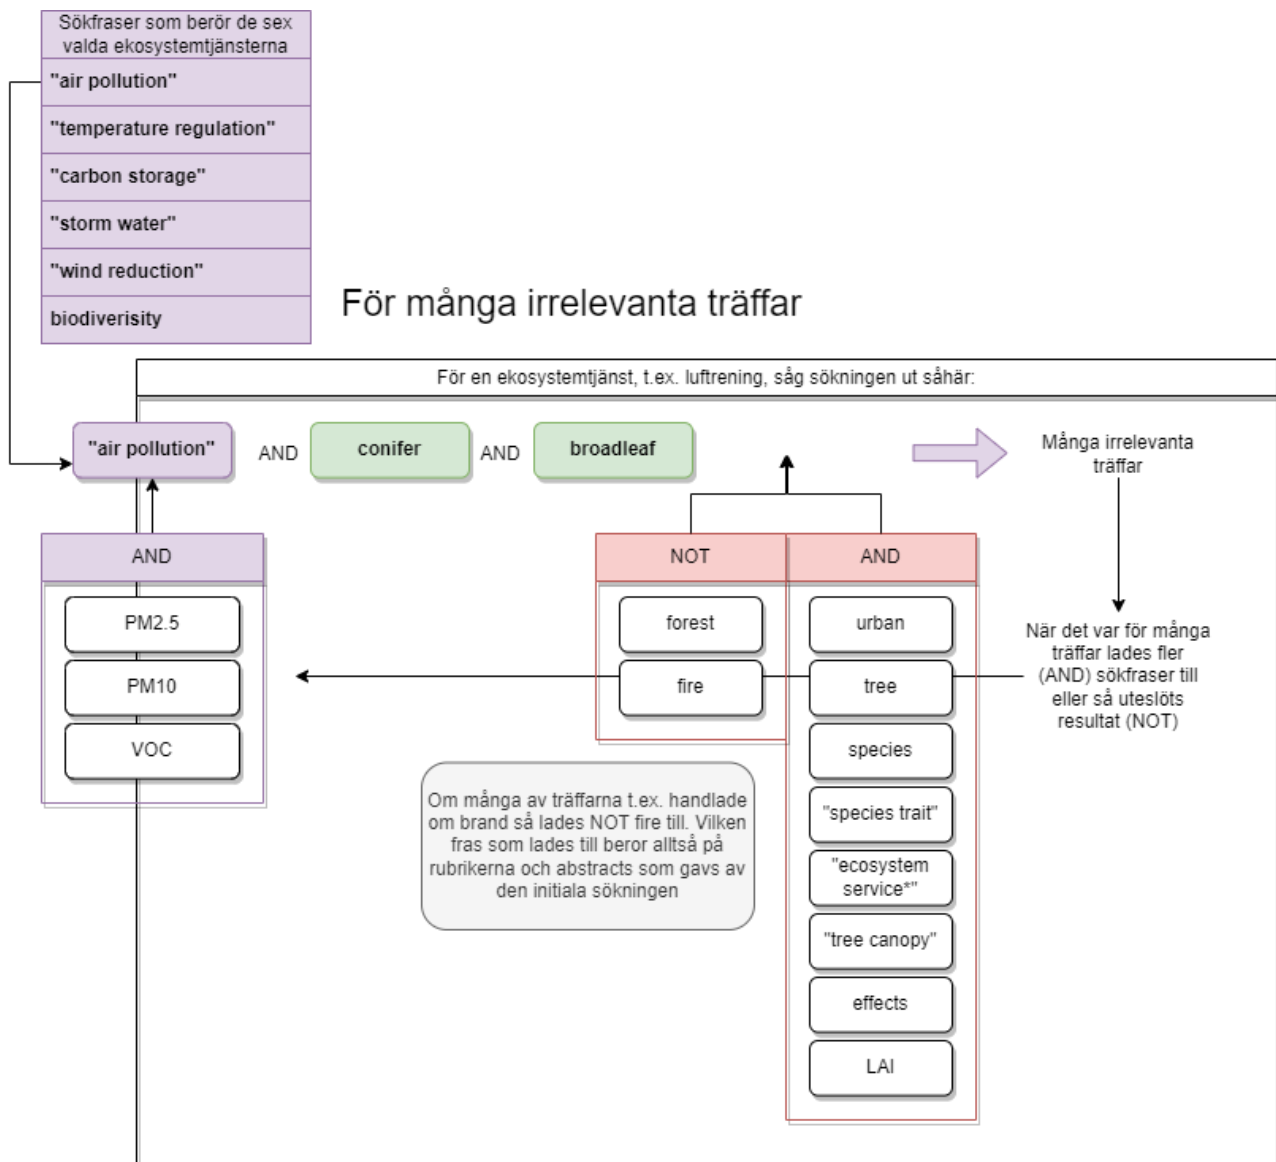 Sökfraser som berör de sex
valda ekosystemtjänsterna
"air pollution"
"temperature regulation"
"carbon storage"
"storm water"
"wind reduction"
biodiverisity
För många irrelevanta träffar
För en ekosystemtjänst, t.ex. luftrening, såg sökningen ut såhär:
"air pollution" AND conifer AND broadleaf
Många irrelevanta
träffar
AND
PM2.5
PM10
VOC
NOT
forest
fire
AND
urban
tree
species
"species trait"
"ecosystem
service*"
"tree canopy"
effects
LAI
När det var för många
träffar lades fler
(AND) sökfraser till
eller så uteslöts
resultat (NOT)
Om många av träffarna t.ex. handlade
om brand så lades NOT fire till. Vilken
fras som lades till beror alltså på
rubrikerna och abstracts som gavs av
den initiala sökningen